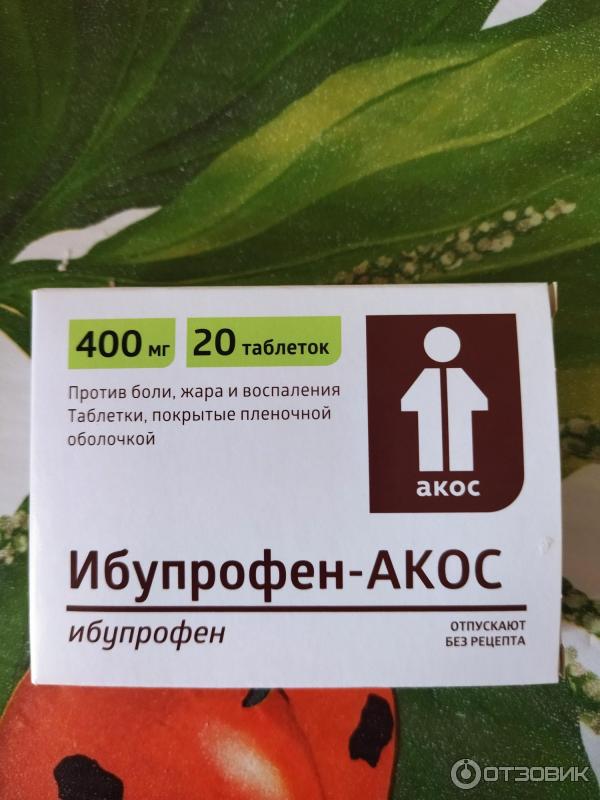 400 мг 20 таблеток
Против боли, жара и воспаления
Таблетки, покрытые пленочной
оболочкой
акос
Ибупрофен-АКОС
ибупрофен
ОТПУСКАЮТ
БЕЗ РЕЦЕПТА
ОТЗОВИК